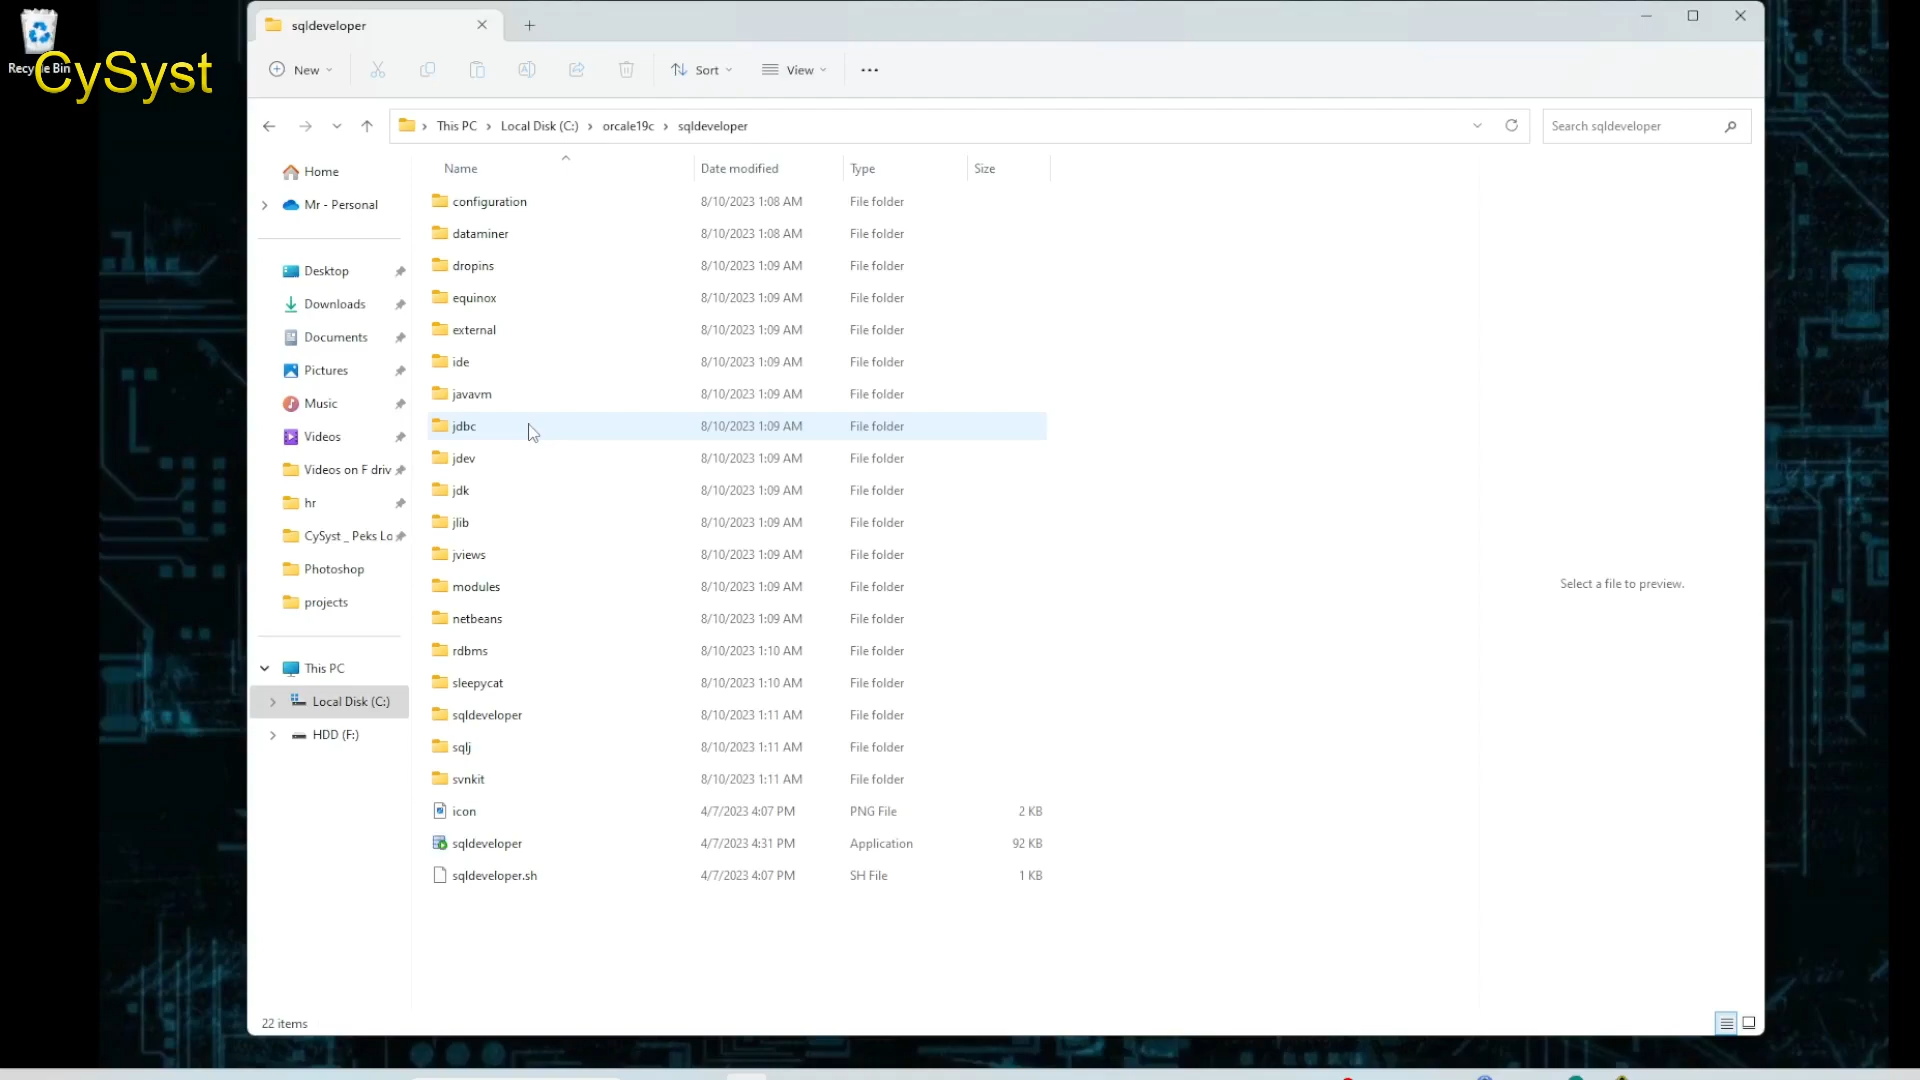 sqldeveloper
Recycle Bin
CySyst
New
Sort
View
This PC > Local Disk (C:) > orcale19c > sqldeveloper
Search sqldeveloper
Home
Mr - Personal
Desktop
Downloads
Documents
Pictures
Music
Videos
Videos on F driv
hr
CySyst _ Peks Lo
Photoshop
projects
This PC
Local Disk (C:)
HDD (F:)
Name Date modified Type Size
configuration 8/10/2023 1:08 AM File folder
dataminer 8/10/2023 1:08 AM File folder
dropins 8/10/2023 1:09 AM File folder
equinox 8/10/2023 1:09 AM File folder
external 8/10/2023 1:09 AM File folder
ide 8/10/2023 1:09 AM File folder
javavm 8/10/2023 1:09 AM File folder
jdbc 8/10/2023 1:09 AM File folder
jdev 8/10/2023 1:09 AM File folder
jdk 8/10/2023 1:09 AM File folder
jlib 8/10/2023 1:09 AM File folder
jviews 8/10/2023 1:09 AM File folder
modules 8/10/2023 1:09 AM File folder
netbeans 8/10/2023 1:09 AM File folder
rdbms 8/10/2023 1:10 AM File folder
sleepycat 8/10/2023 1:10 AM File folder
sqldeveloper 8/10/2023 1:11 AM File folder
sqlj 8/10/2023 1:11 AM File folder
svnkit 8/10/2023 1:11 AM File folder
icon 4/7/2023 4:07 PM PNG File 2 KB
sqldeveloper 4/7/2023 4:31 PM Application 92 KB
sqldeveloper.sh 4/7/2023 4:07 PM SH File 1 KB
Select a file to preview.
22 items